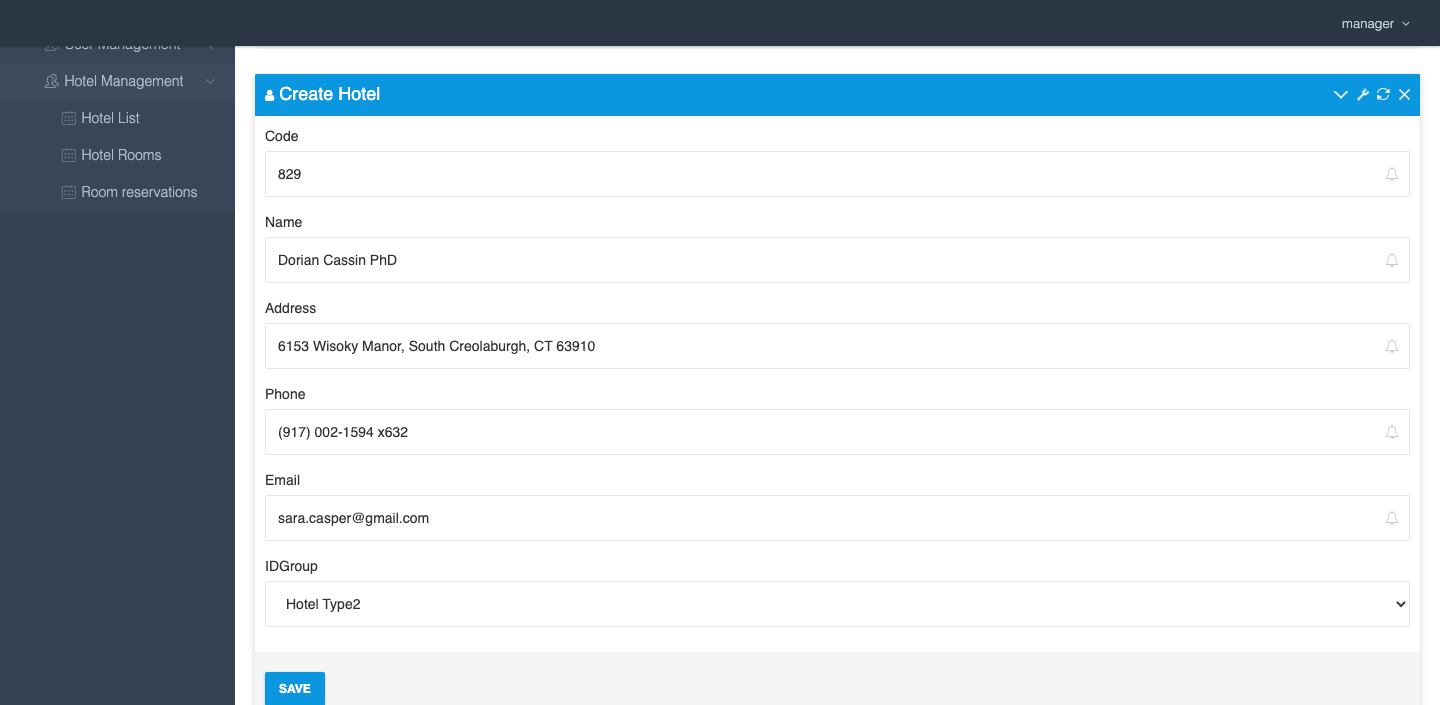 manager
User Management
Hotel Management
Hotel List
Hotel Rooms
Room reservations
Create Hotel
Code
829
Name
Dorian Cassin PhD
Address
6153 Wisoky Manor, South Creolaburgh, CT 63910
Phone
(917) 002-1594 x632
Email
sara.casper@gmail.com
IDGroup
Hotel Type2
SAVE